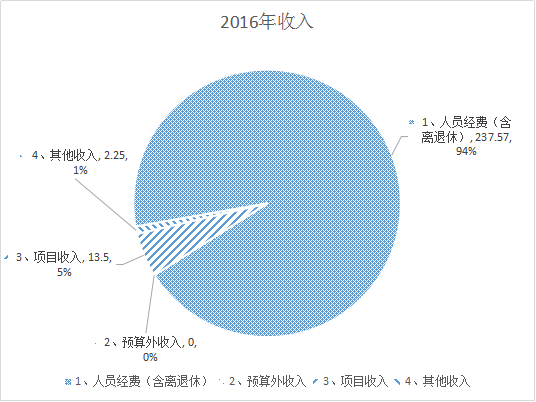 2016年收入
1、人员经费（含
离退休）, 237.57,
94%
4、其他收入, 2.25,
1%
3、项目收入, 13.5,
5%
2、预算外收入, 0,
0%
1、人员经费（含离退休） 2、预算外收入 3、项目收入 4、其他收入